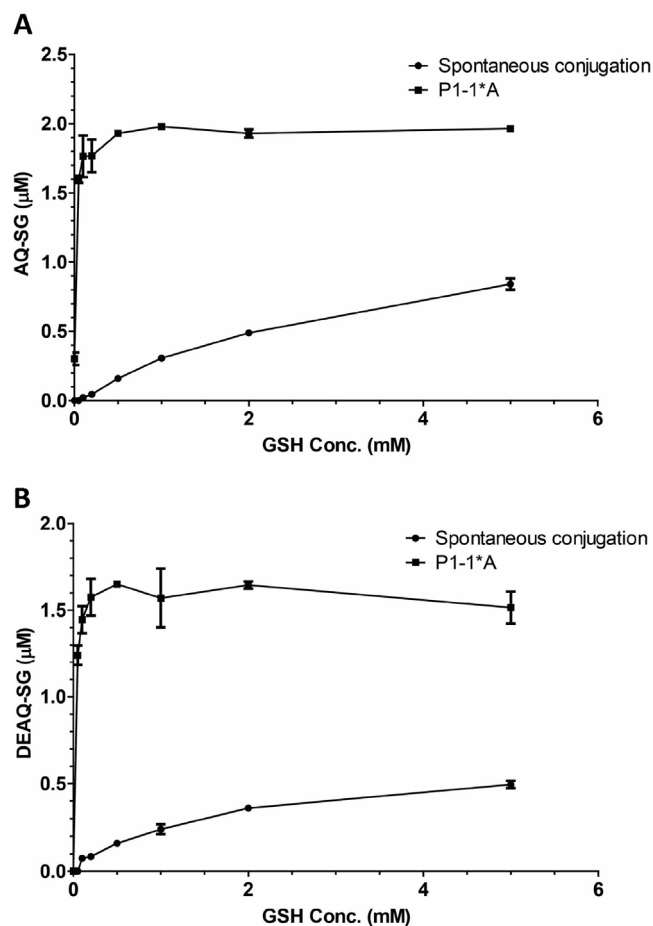 A
2.5
2.0
1.5
1.0
0.5
0.0
AQ-SG (μM)
Spontaneous conjugation
P1-1*A
0 2 4 6
GSH Conc. (mM)
B
2.0
1.5
1.0
0.5
0.0
DEAQ-SG (μM)
Spontaneous conjugation
P1-1*A
0 2 4 6
GSH Conc. (mM)